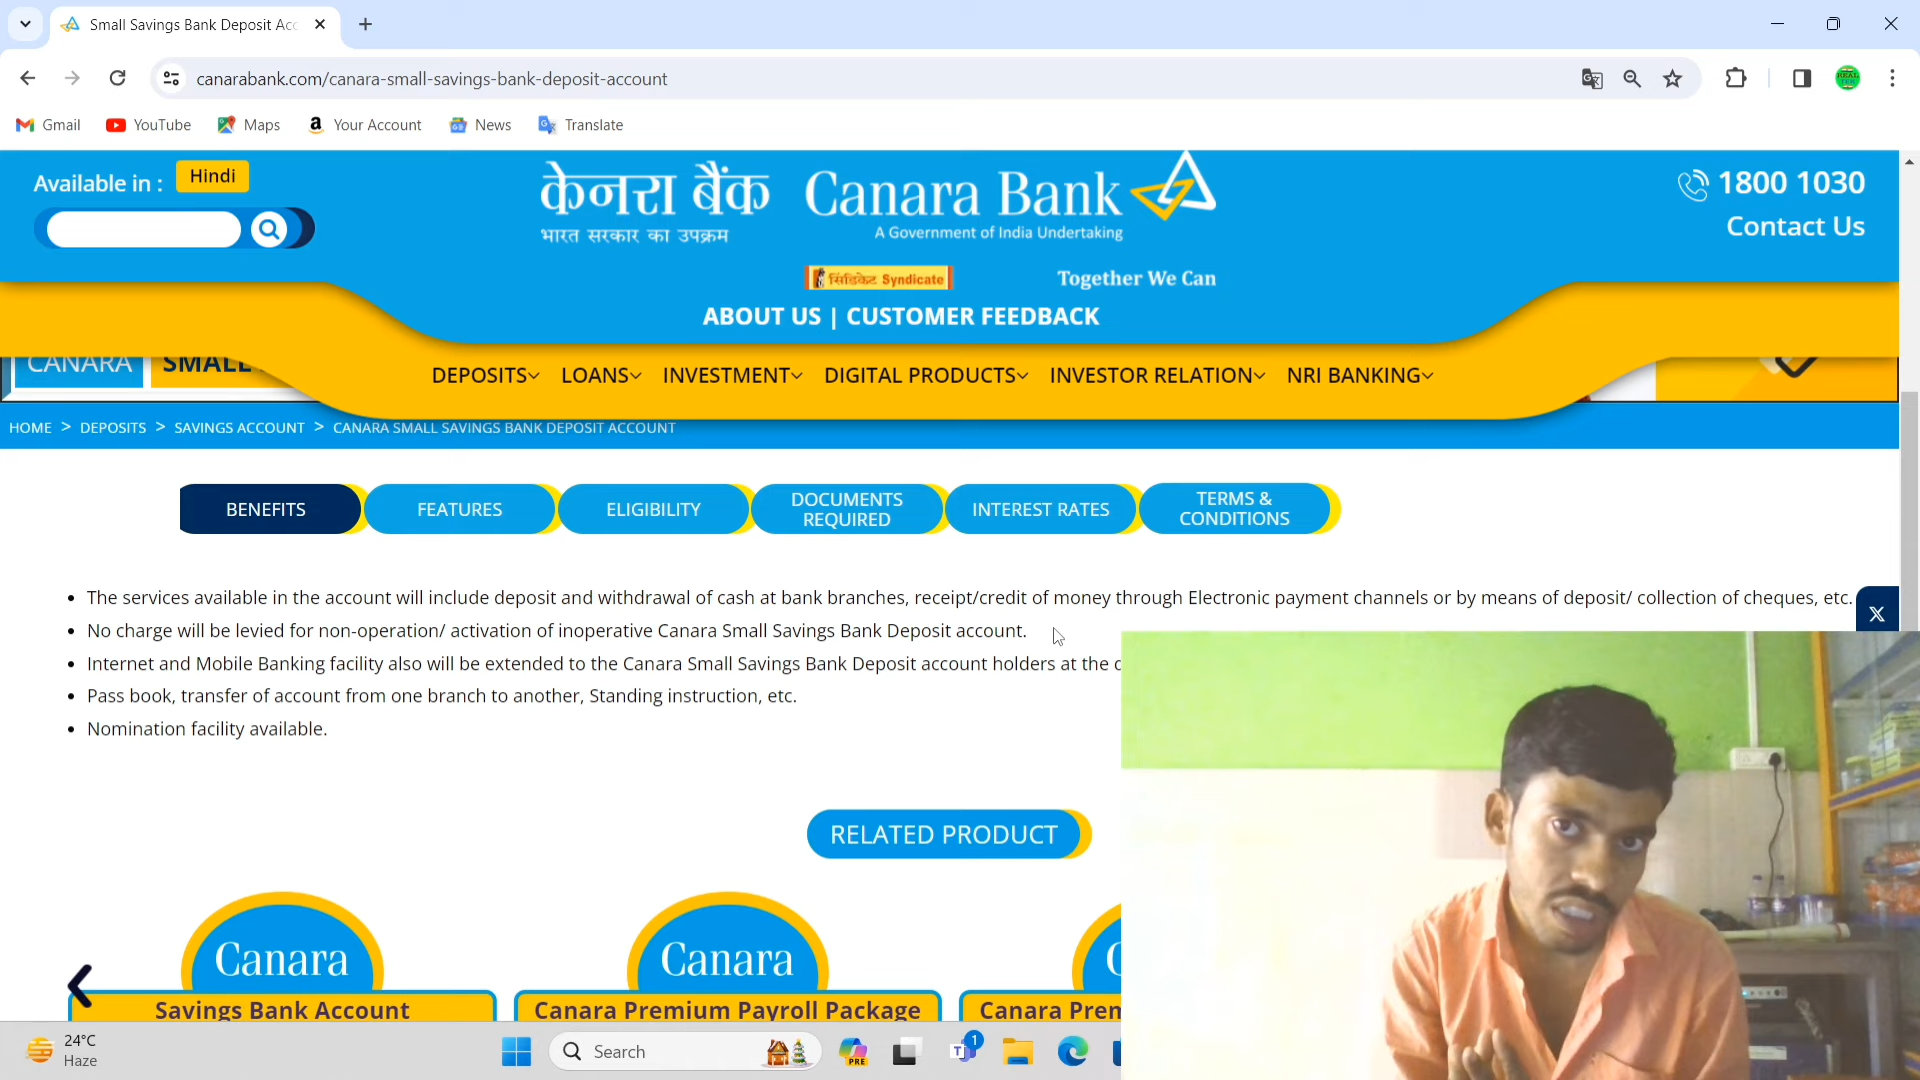 Small Savings Bank Deposit Acc
canarabank.com/canara-small-savings-bank-deposit-account
Gmail YouTube Maps Your Account News Translate
Available in : Hindi
केनरा बैंक Canara Bank
भारत सरकार का उपक्रम A Government of India Undertaking
1800 1030
Contact Us
सिंडिकेट Syndicate Together We Can
ABOUT US | CUSTOMER FEEDBACK
CANARA SMALL
DEPOSITS LOANS INVESTMENT DIGITAL PRODUCTS INVESTOR RELATION NRI BANKING
HOME > DEPOSITS > SAVINGS ACCOUNT > CANARA SMALL SAVINGS BANK DEPOSIT ACCOUNT
BENEFITS FEATURES ELIGIBILITY DOCUMENTS REQUIRED INTEREST RATES TERMS & CONDITIONS
The services available in the account will include deposit and withdrawal of cash at bank branches, receipt/credit of money through Electronic payment channels or by means of deposit/ collection of cheques, etc.
X
No charge will be levied for non-operation/ activation of inoperative Canara Small Savings Bank Deposit account.
Internet and Mobile Banking facility also will be extended to the Canara Small Savings Bank Deposit account holders at the
Pass book, transfer of account from one branch to another, Standing instruction, etc.
Nomination facility available.
RELATED PRODUCT
Canara Canara C
Savings Bank Account Canara Premium Payroll Package Canara Prem
24°C
Haze
Search
PRE
1